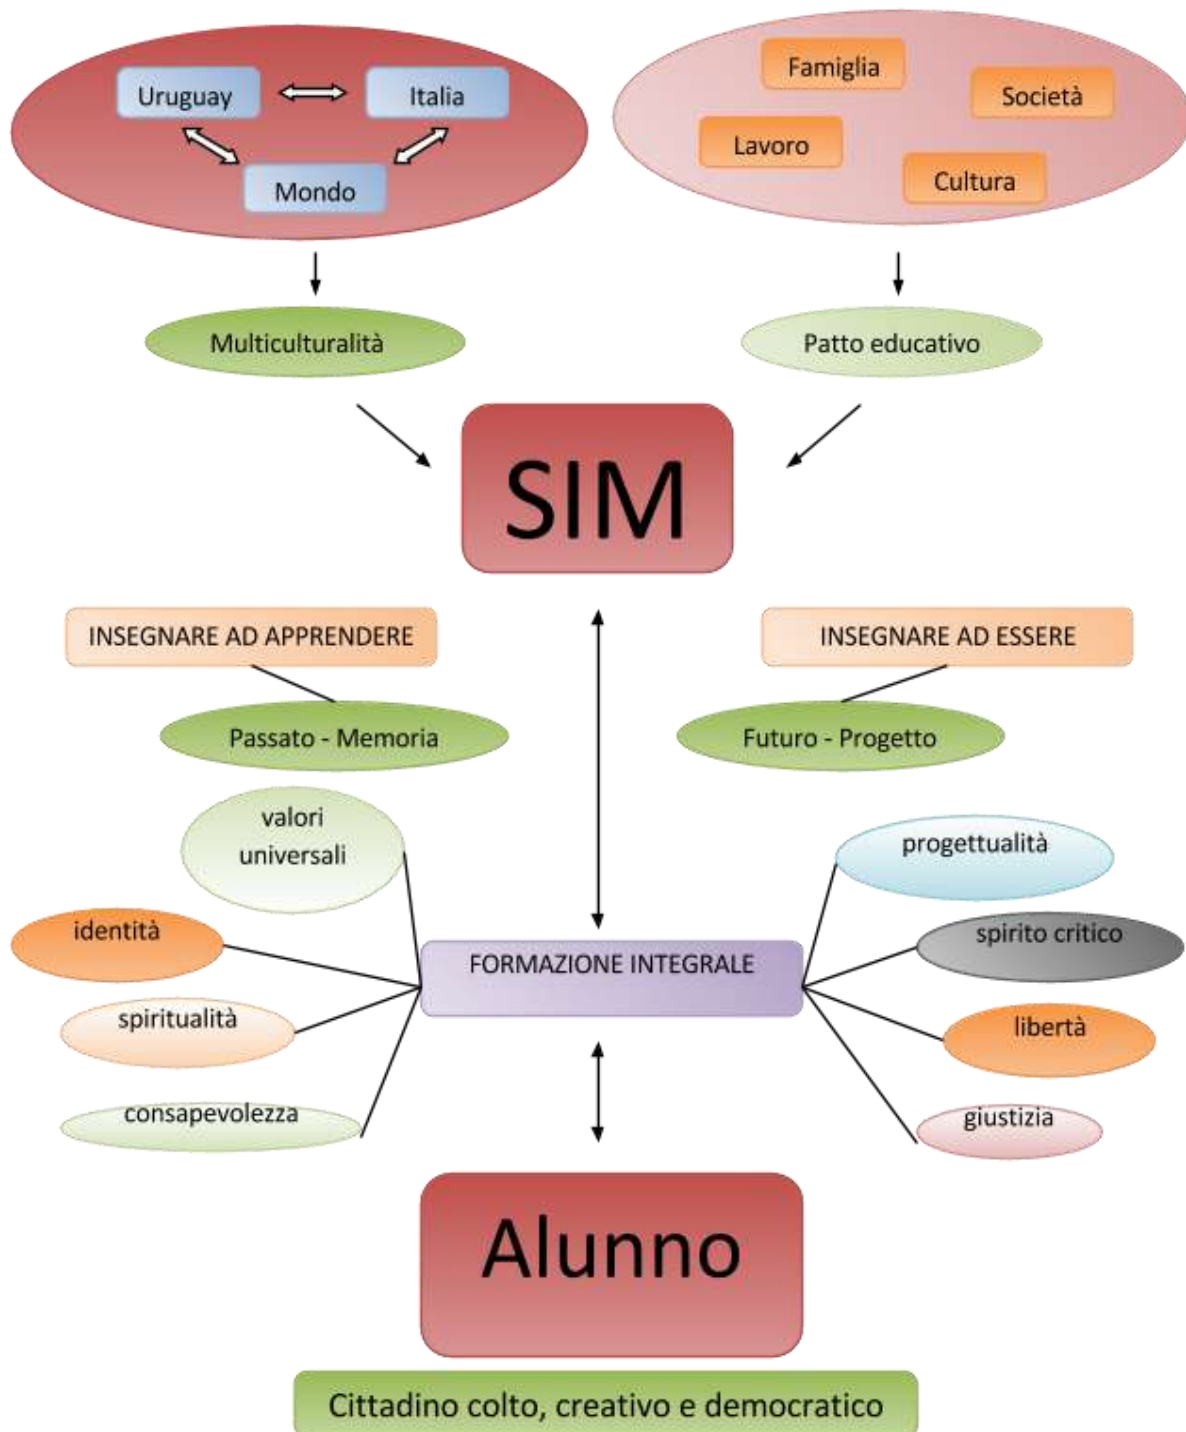 Uruguay
Italia
Mondo
Famiglia
Società
Lavoro
Cultura
Multiculturalità
Patto educativo
SIM
INSEGNARE AD APPRENDERE
INSEGNARE AD ESSERE
Passato - Memoria
Futuro - Progetto
valori
universali
progettualità
identità
spirito critico
FORMAZIONE INTEGRALE
spiritualità
libertà
consapevolezza
giustizia
Alunno
Cittadino colto, creativo e democratico